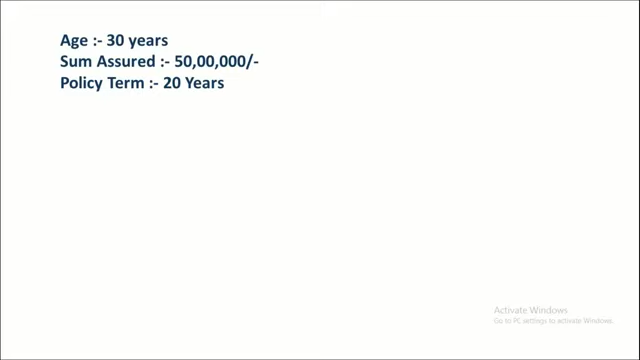 Age :- 30 years
Sum Assured :- 50,00,000/-
Policy Term :- 20 Years
Activate Windows
Go to PC settings to activate Windows.